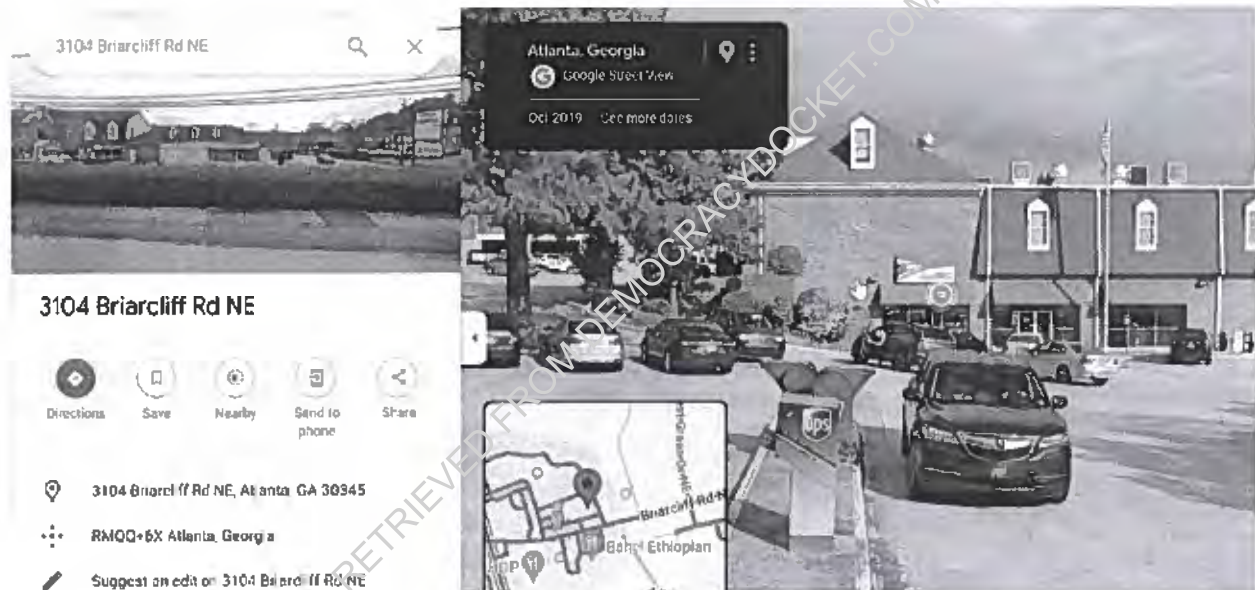 3104 Briarcliff Rd NE
3104 Briarcliff Rd NE
Directions
Save
Nearby
Send to
phone
Share
3104 Briarcliff Rd NE, Atlanta, GA 30345
RMQQ+6X Atlanta, Georgia
Suggest an edit on 3104 Briarcliff Rd NE
Atlanta, Georgia
Google Street View
Oct 2019
See more dates
ups
Briarcliff Rd N
Ethiopian
RETRIEVED FROM DEMOCRACYDOCKET.COM